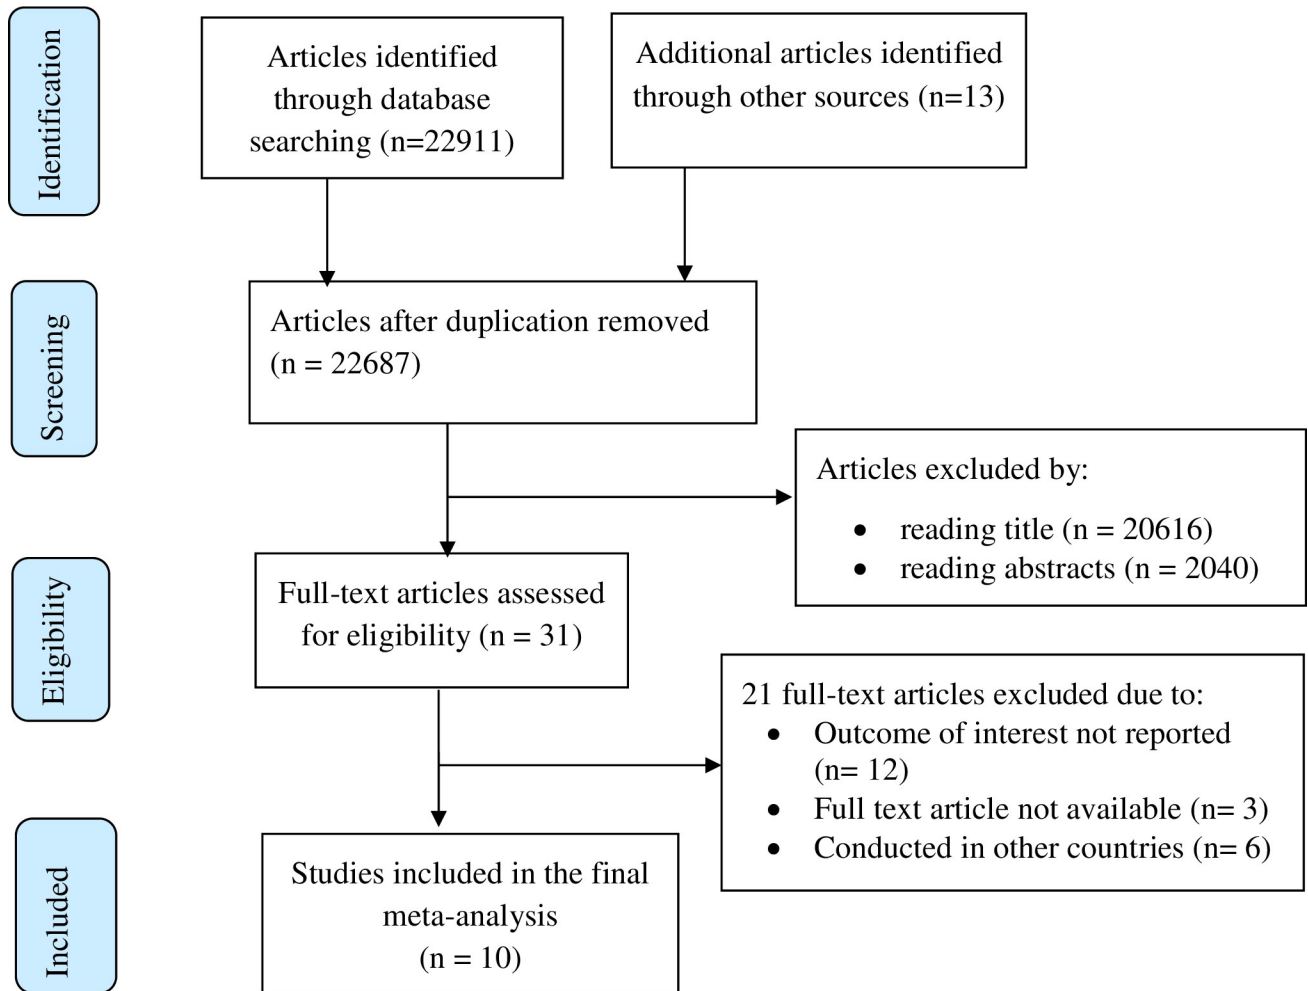 Identification
Articles identified
through database
searching (n=22911)
Additional articles identified
through other sources (n=13)
Screening
Articles after duplication removed
(n = 22687)
Articles excluded by:
• reading title (n = 20616)
• reading abstracts (n = 2040)
Eligibility
Full-text articles assessed
for eligibility (n = 31)
21 full-text articles excluded due to:
• Outcome of interest not reported
(n= 12)
• Full text article not available (n= 3)
• Conducted in other countries (n= 6)
Included
Studies included in the final
meta-analysis
(n = 10)